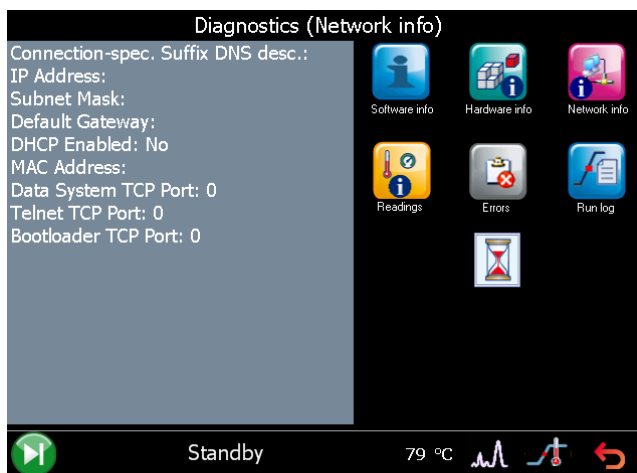 Diagnostics (Network info)
Connection-spec. Suffix DNS desc.:
IP Address:
Subnet Mask:
Default Gateway:
DHCP Enabled: No
MAC Address:
Data System TCP Port: 0
Telnet TCP Port: 0
Bootloader TCP Port: 0
Software info
Hardware info
Network info
Readings
Errors
Run log
Standby
79 °C